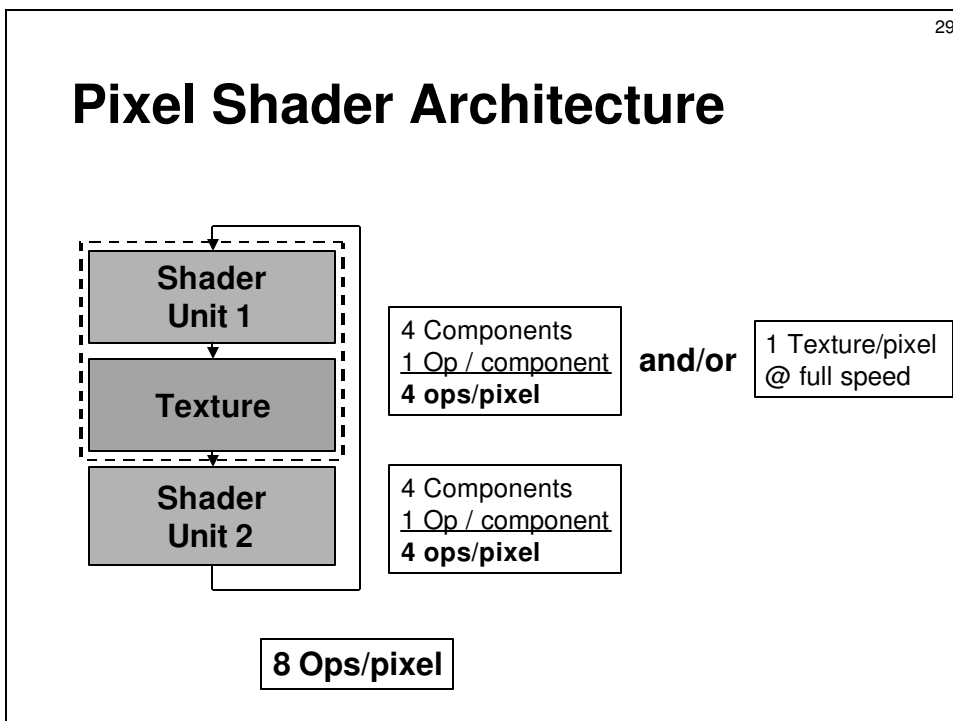 29
Pixel Shader Architecture
Shader
Unit 1
Texture
Shader
Unit 2
4 Components
1 Op / component
4 ops/pixel
and/or
1 Texture/pixel
@ full speed
4 Components
1 Op / component
4 ops/pixel
8 Ops/pixel